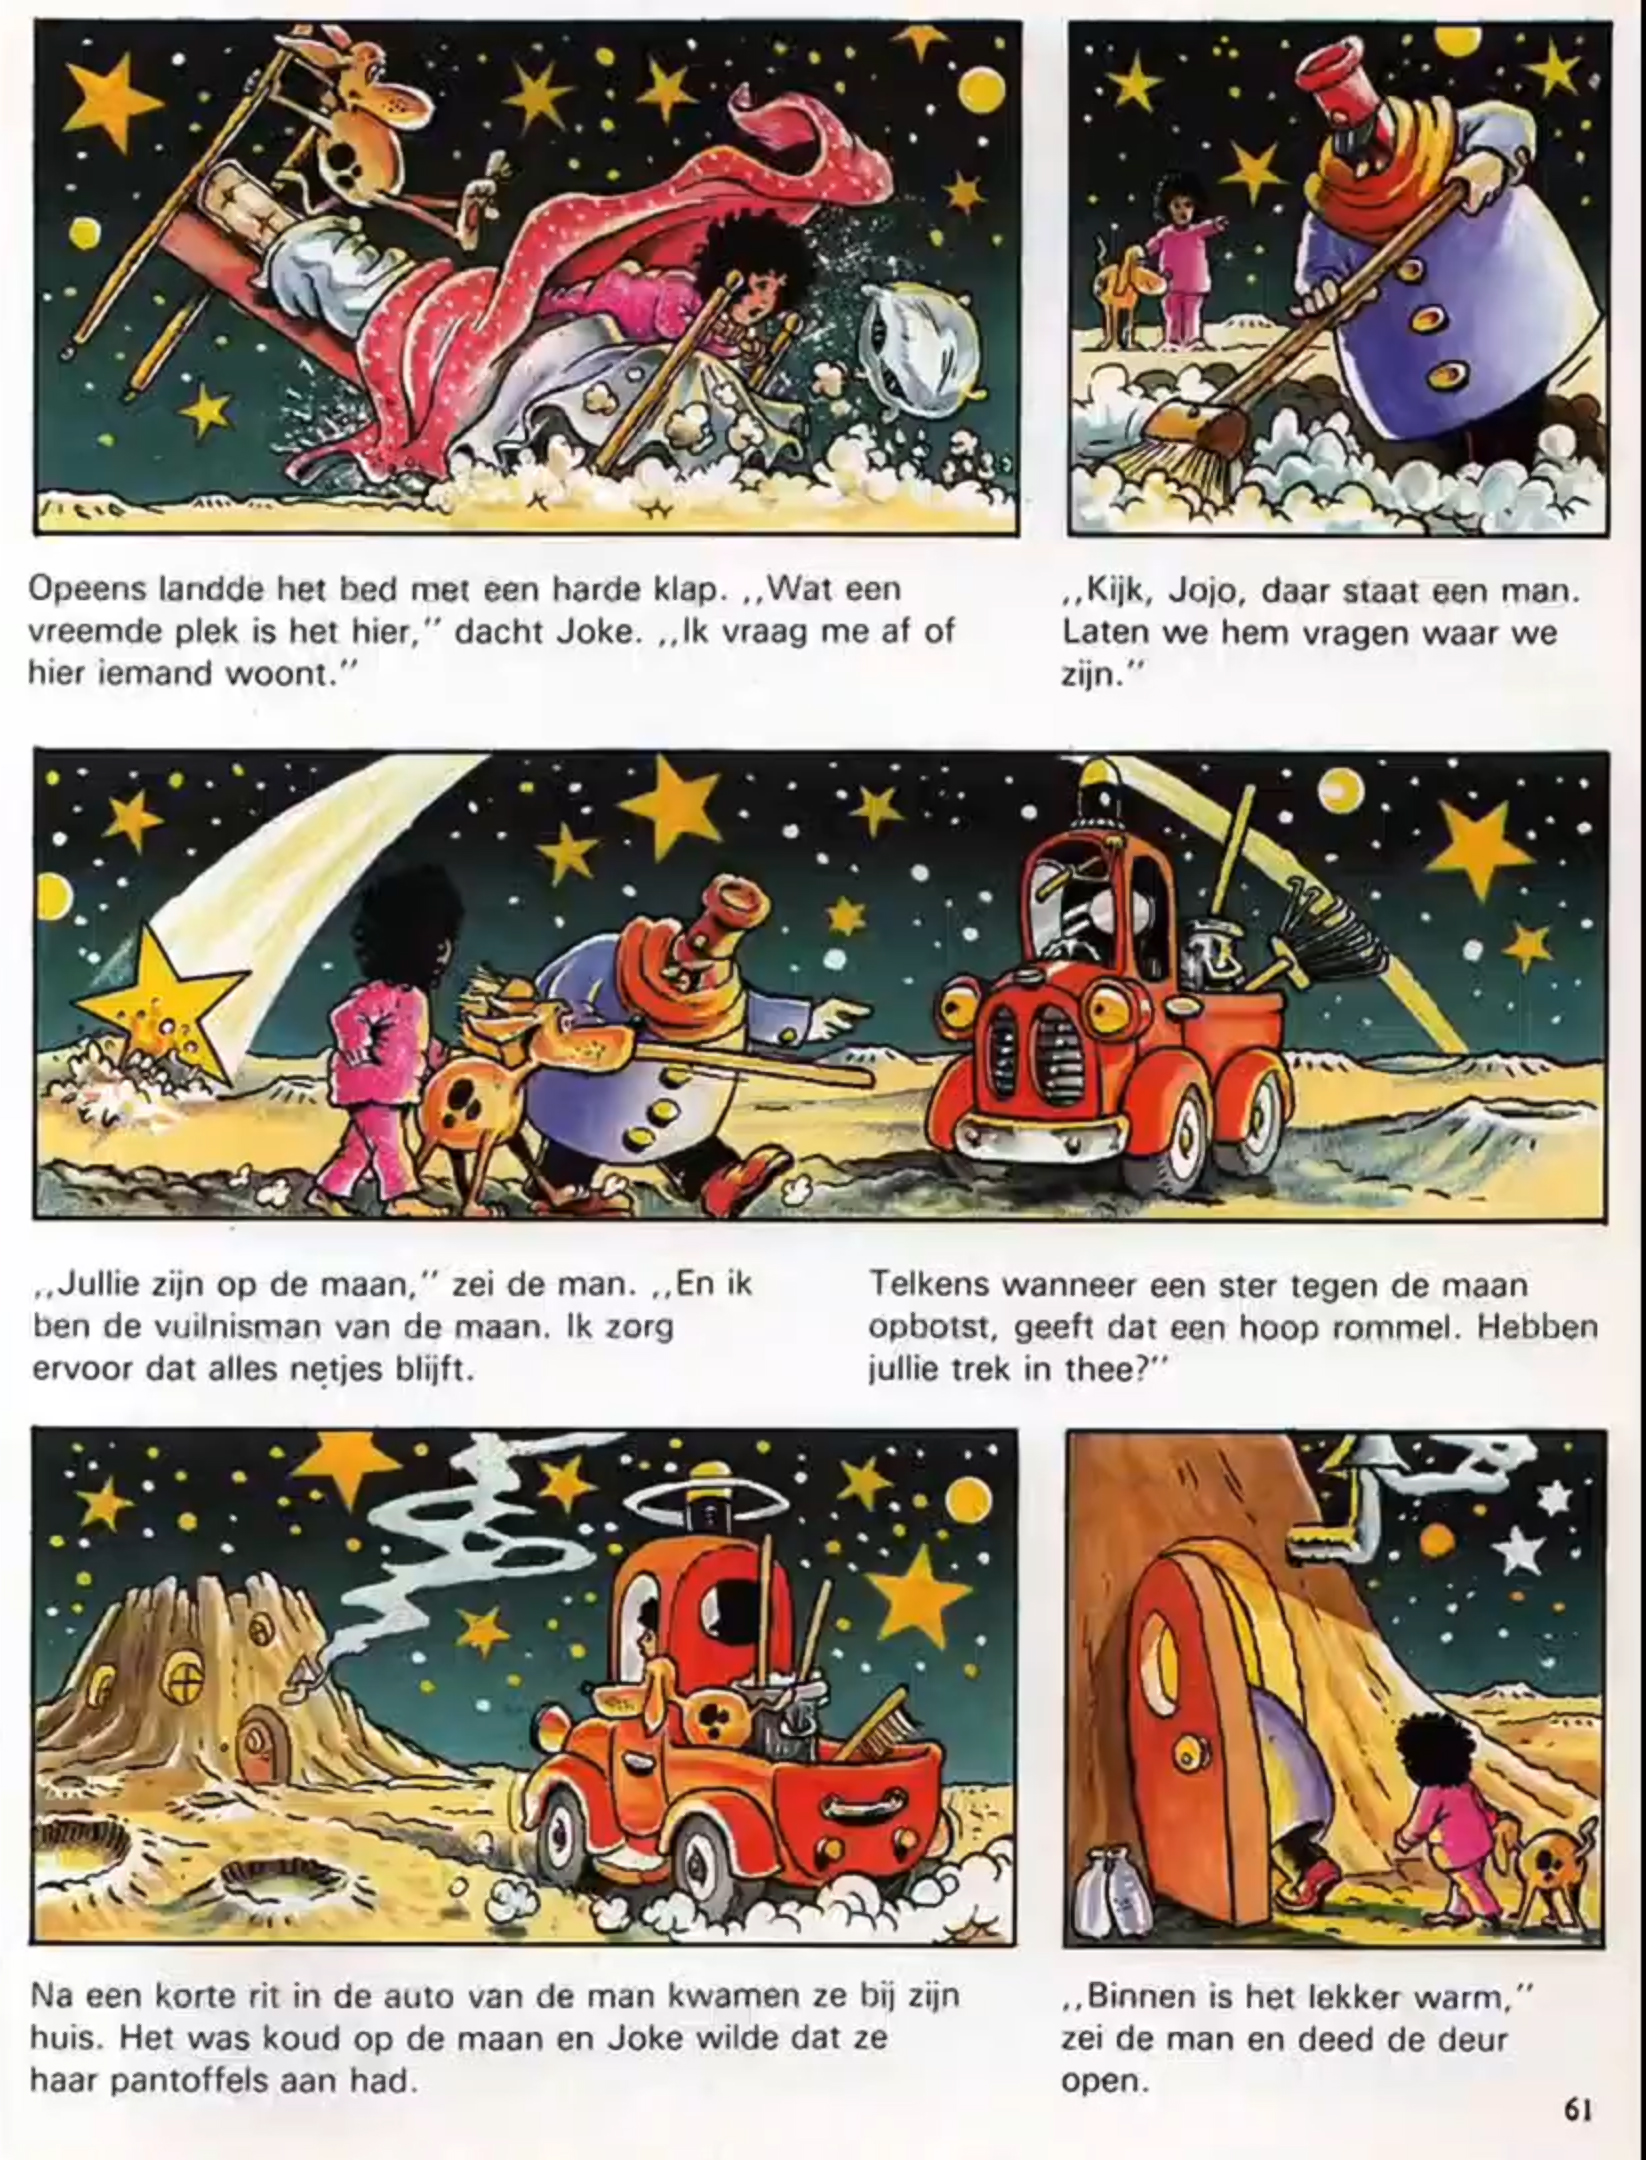 Opeens landde het bed met een harde klap. ,,Wat een
vreemde plek is het hier,'' dacht Joke. ,,Ik vraag me af of
hier iemand woont.''
,,Kijk, Jojo, daar staat een man.
Laten we hem vragen waar we
zijn.''
,,Jullie zijn op de maan,'' zei de man. ,,En ik
ben de vuilnisman van de maan. Ik zorg
ervoor dat alles netjes blijft.
Telkens wanneer een ster tegen de maan
opbotst, geeft dat een hoop rommel. Hebben
jullie trek in thee?''
Na een korte rit in de auto van de man kwamen ze bij zijn
huis. Het was koud op de maan en Joke wilde dat ze
haar pantoffels aan had.
,,Binnen is het lekker warm,''
zei de man en deed de deur
open.
61